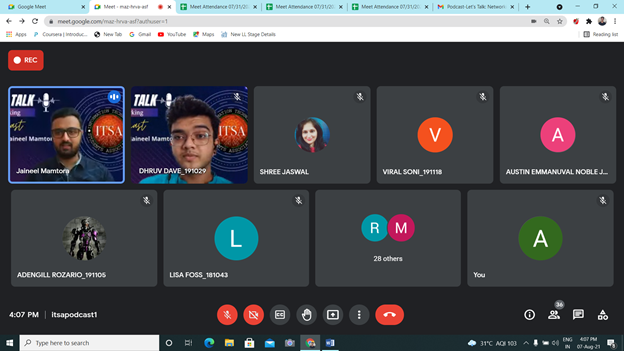 Google Meet
Meet - maz-hrva-asf
Meet Attendance 07/31/2
Meet Attendance 07/31/2
Meet Attendance 07/31/2
Podcast-Let's Talk: Network
meet.google.com/maz-hrva-asf?authuser=1
Apps
Coursera | Introduc...
New Tab
Gmail
YouTube
Maps
New LL Stage Details
Reading list
REC
TALK
ITSA
Jaineel Mamtora
TALK
king
ast
aineel Mamtor
ITSA
DHRUV DAVE_191029
SHREE JASWAL
V
VIRAL SONI_191118
A
AUSTIN EMMANUVAL NOBLE J...
ADENGILL ROZARIO_191105
L
LISA FOSS_181043
R
M
28 others
A
You
4:07 PM
itsapodcast1
36
Type here to search
31°C AQI 103
ENG
IN
4:07 PM
07-Aug-21